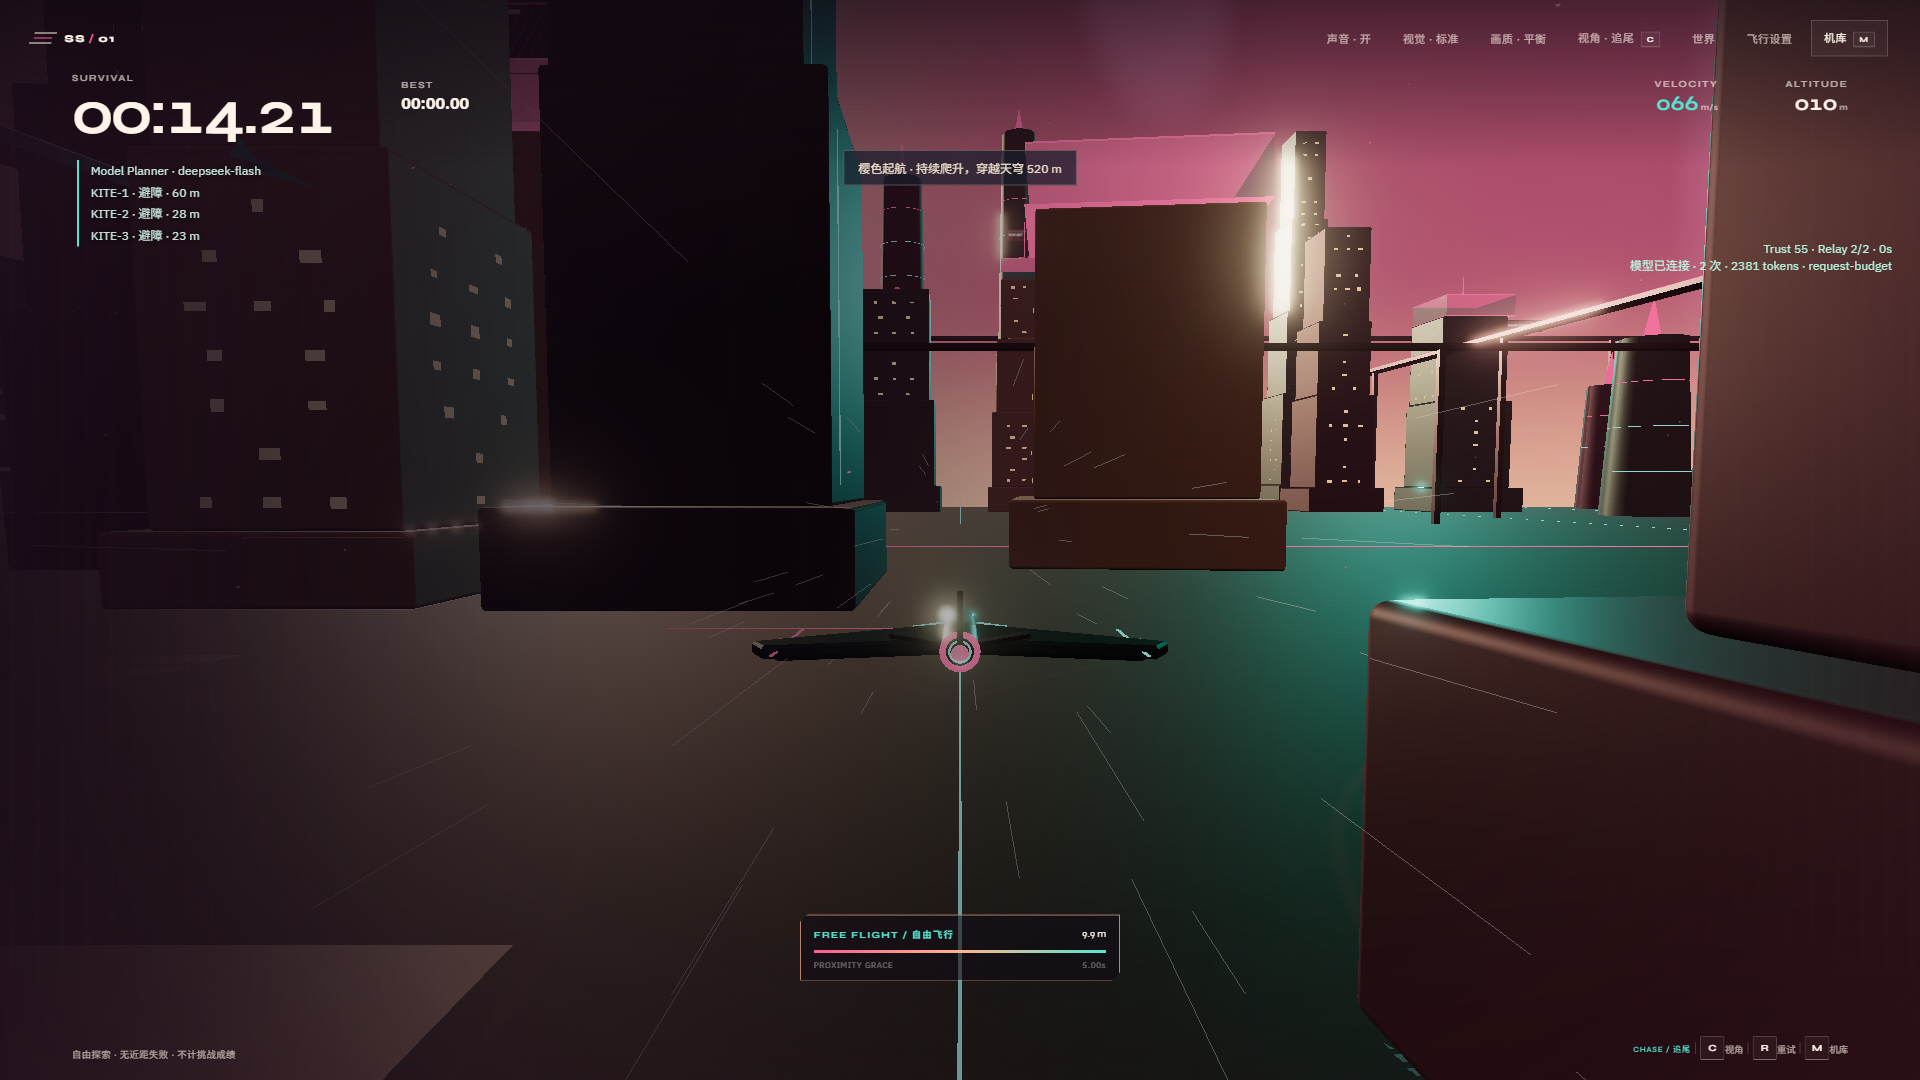 SS / 01
声音 · 开
视觉 · 标准
画质 · 平衡
视角 · 追尾 C
世界
飞行设置
机库 M
SURVIVAL
00:14.21
BEST
00:00.00
VELOCITY
066 m/s
ALTITUDE
010 m
Model Planner · deepseek-flash
KITE-1 · 避障 · 60 m
KITE-2 · 避障 · 28 m
KITE-3 · 避障 · 23 m
樱色起航 · 持续爬升，穿越天穹 520 m
Trust 55 · Relay 2/2 · 0s
模型已连接 · 2 次 · 2381 tokens · request-budget
FREE FLIGHT / 自由飞行
9.9 m
PROXIMITY GRACE
5.00s
自由探索 · 无近距失败 · 不计挑战成绩
CHASE / 追尾
C 视角
R 重试
M 机库